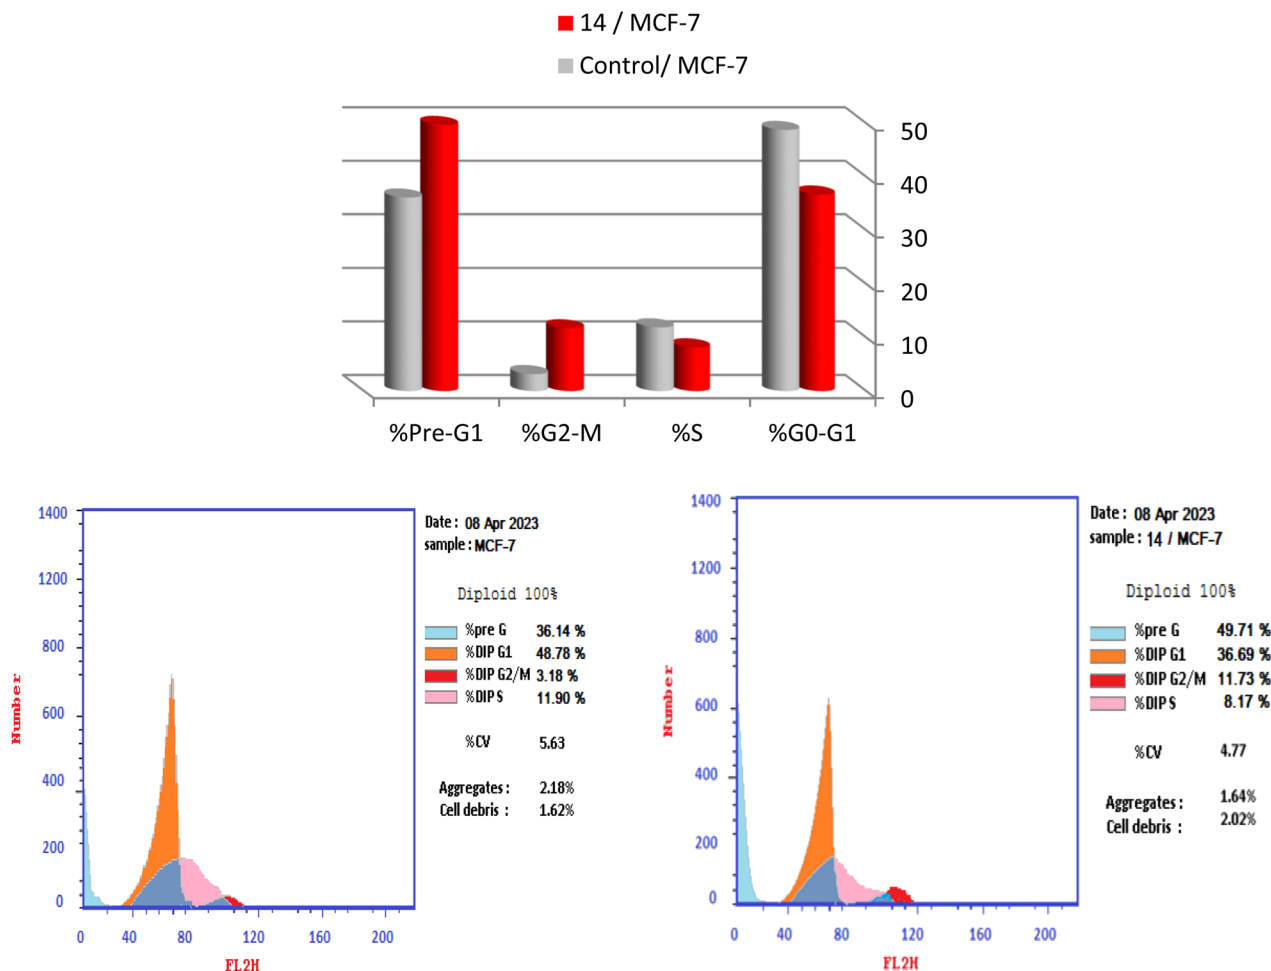 14 / MCF-7
Control/ MCF-7
50
40
30
20
10
0
%Pre-G1 %G2-M %S %G0-G1
1400
1200
800
600
400
200
0
0 40 80 120 160 200
Number
FL2H
Date : 08 Apr 2023
sample : MCF-7
Diploid 100%
%pre G 36.14 %
%DIP G1 48.78 %
%DIP G2/M 3.18 %
%DIP S 11.90 %
%CV 5.63
Aggregates : 2.18%
Cell debris : 1.62%
1400
1200
800
600
400
200
0
0 40 80 120 160 200
Number
FL2H
Date : 08 Apr 2023
sample : 14 / MCF-7
Diploid 100%
%pre G 49.71 %
%DIP G1 36.69 %
%DIP G2/M 11.73 %
%DIP S 8.17 %
%CV 4.77
Aggregates : 1.64%
Cell debris : 2.02%